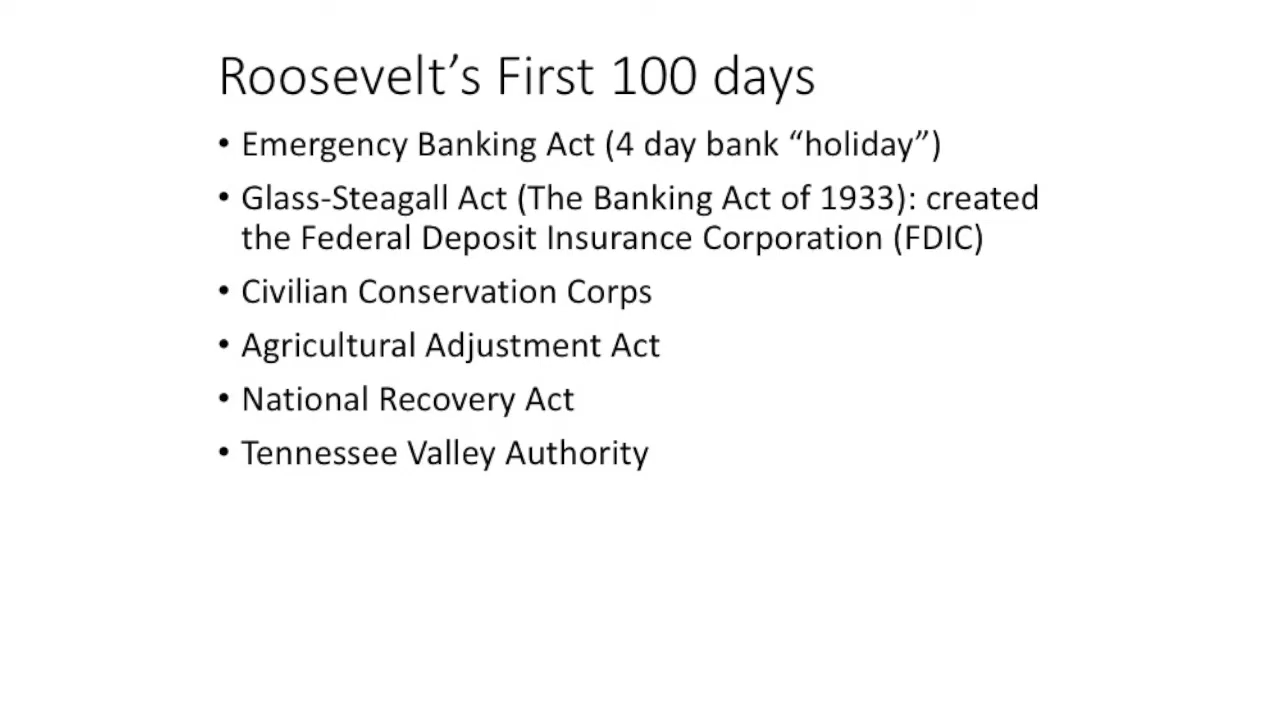 Roosevelt’s First 100 days
• Emergency Banking Act (4 day bank “holiday”)
• Glass-Steagall Act (The Banking Act of 1933): created
the Federal Deposit Insurance Corporation (FDIC)
• Civilian Conservation Corps
• Agricultural Adjustment Act
• National Recovery Act
• Tennessee Valley Authority